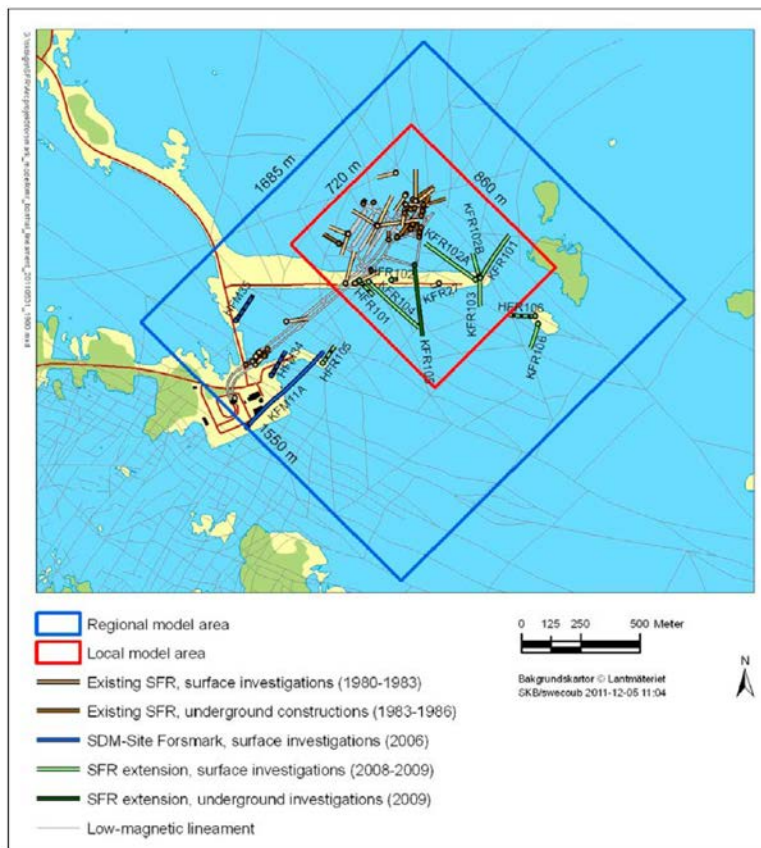 1685 m
720 m
860 m
KFR102B
KFR102A
KFR101
HFR102
KFR104
KFR27
HFR101
KFR103
HFM35
HFR106
KFR106
HFM34
HFR105
KFR105
KFM11A
1550 m
Regional model area
Local model area
Existing SFR, surface investigations (1980-1983)
Existing SFR, underground constructions (1983-1986)
SDM-Site Forsmark, surface investigations (2006)
SFR extension, surface investigations (2008-2009)
SFR extension, underground investigations (2009)
Low-magnetic lineament
0 125 250 500 Meter
Bakgrundskartor © Lantmäteriet
SKB/swecoub 2011-12-05 11:04
N